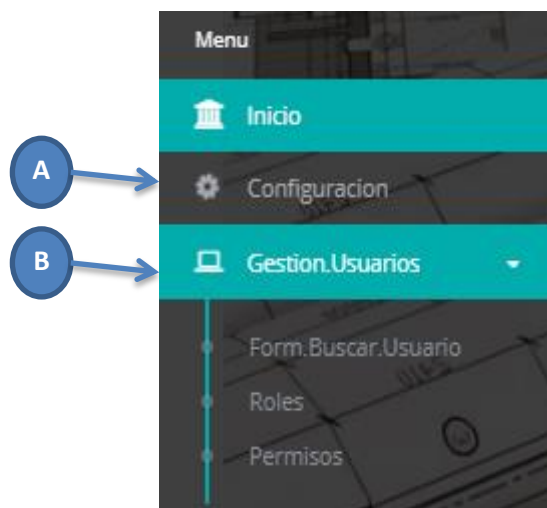 Menu
Inicio
A
Configuracion
B
Gestion.Usuarios
Form.Buscar.Usuario
Roles
Permisos